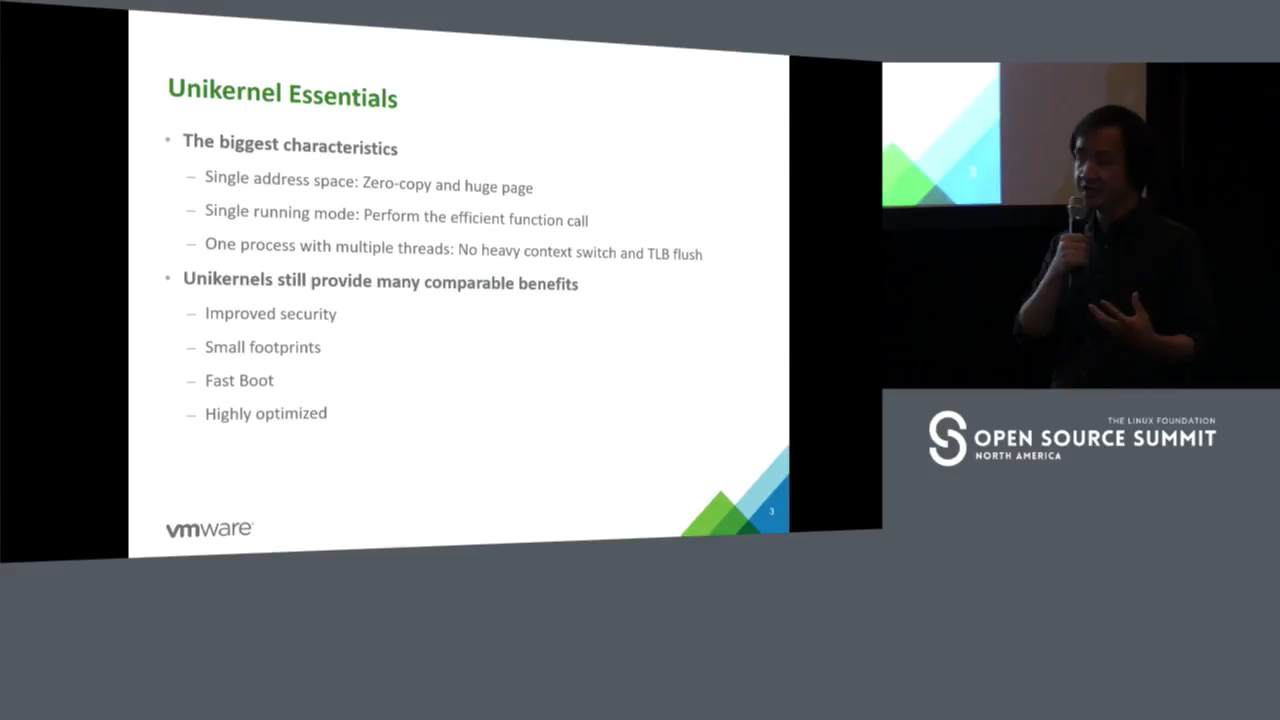 Unikernel Essentials
• The biggest characteristics
– Single address space: Zero-copy and huge page
– Single running mode: Perform the efficient function call
– One process with multiple threads: No heavy context switch and TLB flush
• Unikernels still provide many comparable benefits
– Improved security
– Small footprints
– Fast Boot
– Highly optimized
vmware
3
3
THE LINUX FOUNDATION
OPEN SOURCE SUMMIT
NORTH AMERICA